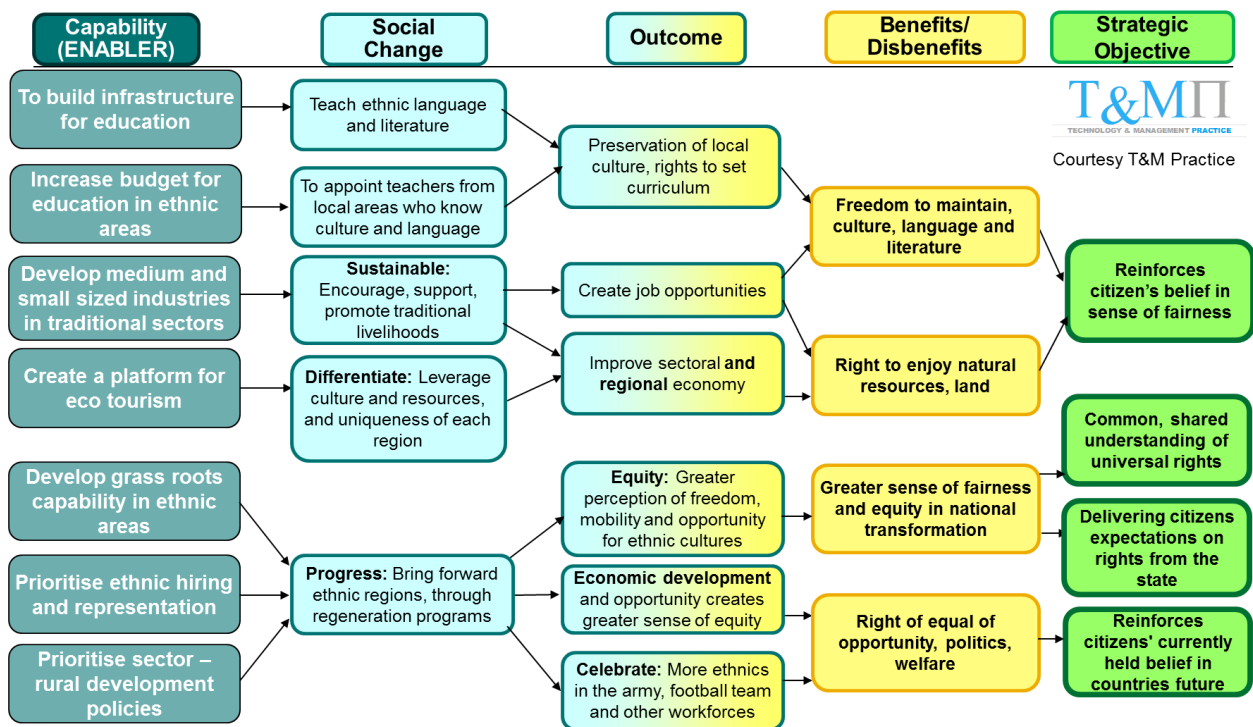 Capability
(ENABLER)
Social
Change
Outcome
Benefits/
Disbenefits
Strategic
Objective
To build infrastructure
for education
Increase budget for
education in ethnic
areas
Develop medium and
small sized industries
in traditional sectors
Create a platform for
eco tourism
Develop grass roots
capability in ethnic
areas
Prioritise ethnic hiring
and representation
Prioritise sector –
rural development
policies
Teach ethnic language
and literature
To appoint teachers from
local areas who know
culture and language
Sustainable:
Encourage, support,
promote traditional
livelihoods
Differentiate: Leverage
culture and resources,
and uniqueness of each
region
Progress: Bring forward
ethnic regions, through
regeneration programs
Preservation of local
culture, rights to set
curriculum
Create job opportunities
Improve sectoral and
regional economy
Equity: Greater
perception of freedom,
mobility and opportunity
for ethnic cultures
Economic development
and opportunity creates
greater sense of equity
Celebrate: More ethnics
in the army, football team
and other workforces
Freedom to maintain,
culture, language and
literature
Right to enjoy natural
resources, land
Greater sense of fairness
and equity in national
transformation
Right of equal of
opportunity, politics,
welfare
T&MΠ
TECHNOLOGY & MANAGEMENT PRACTICE
Courtesy T&M Practice
Reinforces
citizen's belief in
sense of fairness
Common, shared
understanding of
universal rights
Delivering citizens
expectations on
rights from the
state
Reinforces
citizens' currently
held belief in
countries future